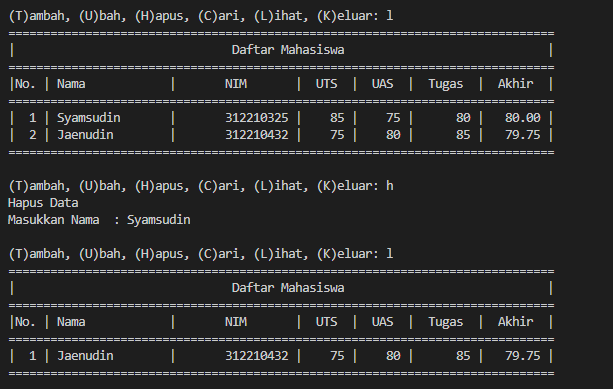 (T)ambah, (U)bah, (H)apus, (C)ari, (L)ihat, (K)eluar: l
==============================================================================
|                               Daftar Mahasiswa                             |
==============================================================================
|No. | Nama            |       NIM       |  UTS  |  UAS  |  Tugas  |  Akhir  |
==============================================================================
|  1 | Syamsudin       |       312210325 |    85 |    75 |      80 |   80.00 |
|  2 | Jaenudin        |       312210432 |    75 |    80 |      85 |   79.75 |
==============================================================================
(T)ambah, (U)bah, (H)apus, (C)ari, (L)ihat, (K)eluar: h
Hapus Data
Masukkan Nama  : Syamsudin
(T)ambah, (U)bah, (H)apus, (C)ari, (L)ihat, (K)eluar: l
==============================================================================
|                               Daftar Mahasiswa                             |
==============================================================================
|No. | Nama            |       NIM       |  UTS  |  UAS  |  Tugas  |  Akhir  |
==============================================================================
|  1 | Jaenudin        |       312210432 |    75 |    80 |      85 |   79.75 |
==============================================================================